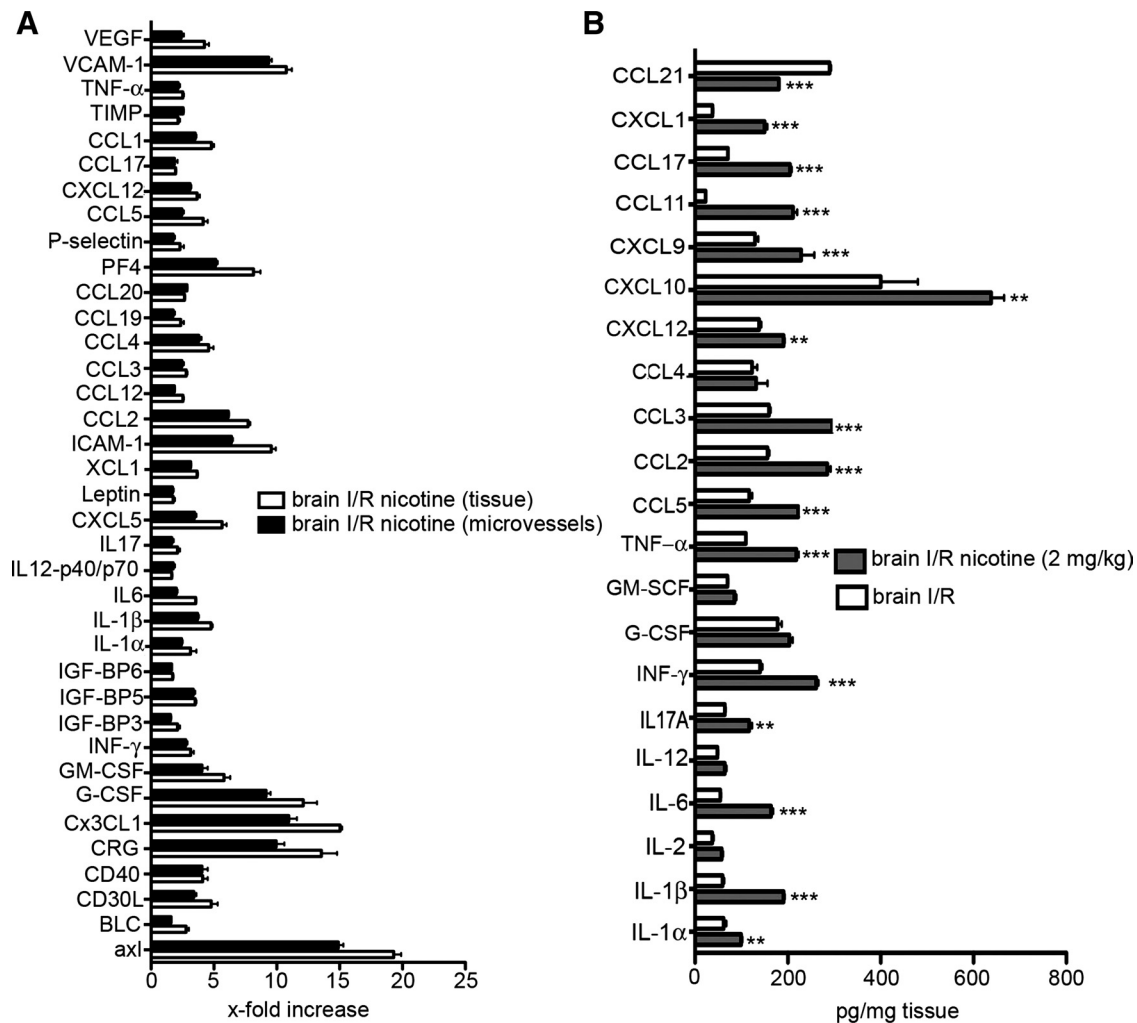 A
VEGF
VCAM-1
TNF-α
TIMP
CCL1
CCL17
CXCL12
CCL5
P-selectin
PF4
CCL20
CCL19
CCL4
CCL3
CCL12
CCL2
ICAM-1
XCL1
Leptin
CXCL5
IL17
IL12-p40/p70
IL6
IL-1β
IL-1α
IGF-BP6
IGF-BP5
IGF-BP3
INF-γ
GM-CSF
G-CSF
Cx3CL1
CRG
CD40
CD30L
BLC
axl
brain I/R nicotine (tissue)
brain I/R nicotine (microvessels)
0 5 10 15 20 25
x-fold increase
B
CCL21 ***
CXCL1 ***
CCL17 ***
CCL11 ***
CXCL9 ***
CXCL10 **
CXCL12 **
CCL4
CCL3 ***
CCL2 ***
CCL5 ***
TNF-α ***
GM-SCF
G-CSF
INF-γ ***
IL17A **
IL-12
IL-6 ***
IL-2
IL-1β ***
IL-1α **
brain I/R nicotine (2 mg/kg)
brain I/R
0 200 400 600 800
pg/mg tissue